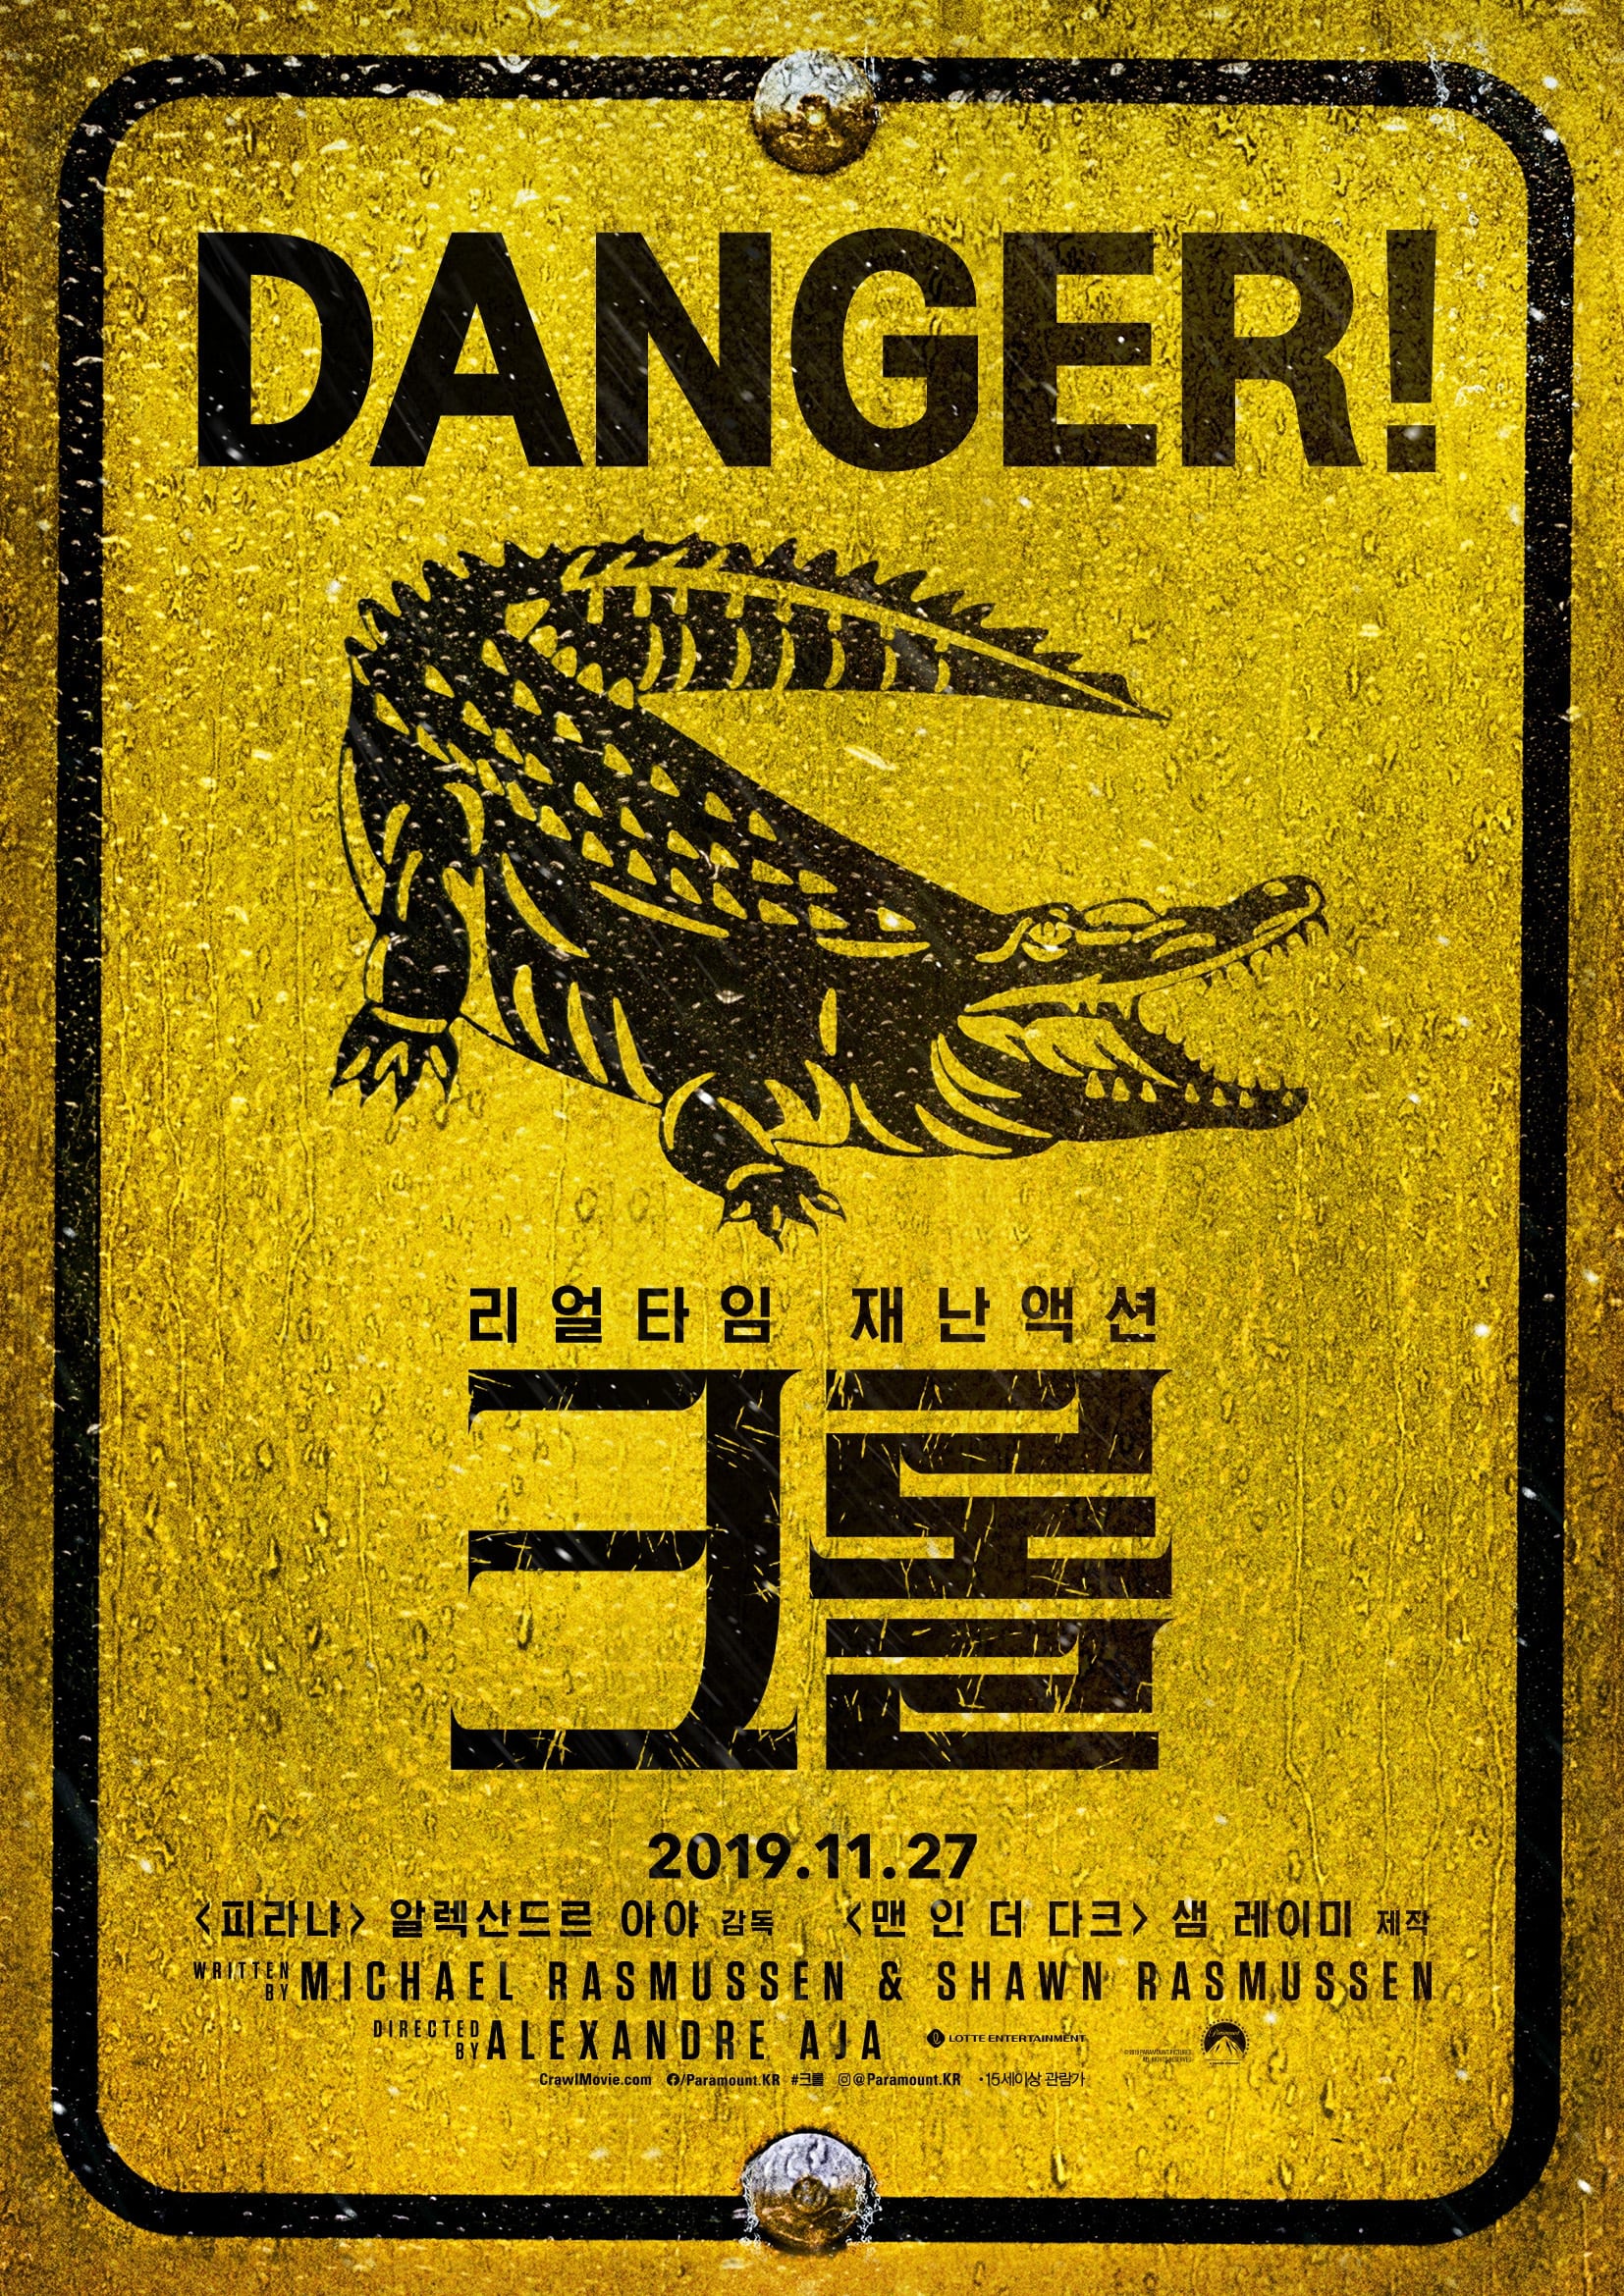 DANGER!
리얼타임 재난액션
크롤
2019.11.27
<피라냐> 알렉산드르 아야 감독 <맨 인 더 다크> 샘 레이미 제작
WRITTEN BY MICHAEL RASMUSSEN & SHAWN RASMUSSEN
DIRECTED BY ALEXANDRE AJA LOTTE ENTERTAINMENT Paramount
CrawlMovie.com /Paramount.KR #크롤 @Paramount.KR •15세이상 관람가